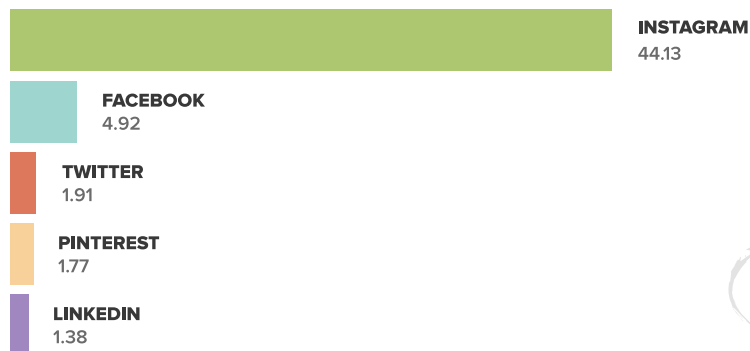 INSTAGRAM
44.13
FACEBOOK
4.92
TWITTER
1.91
PINTEREST
1.77
LINKEDIN
1.38